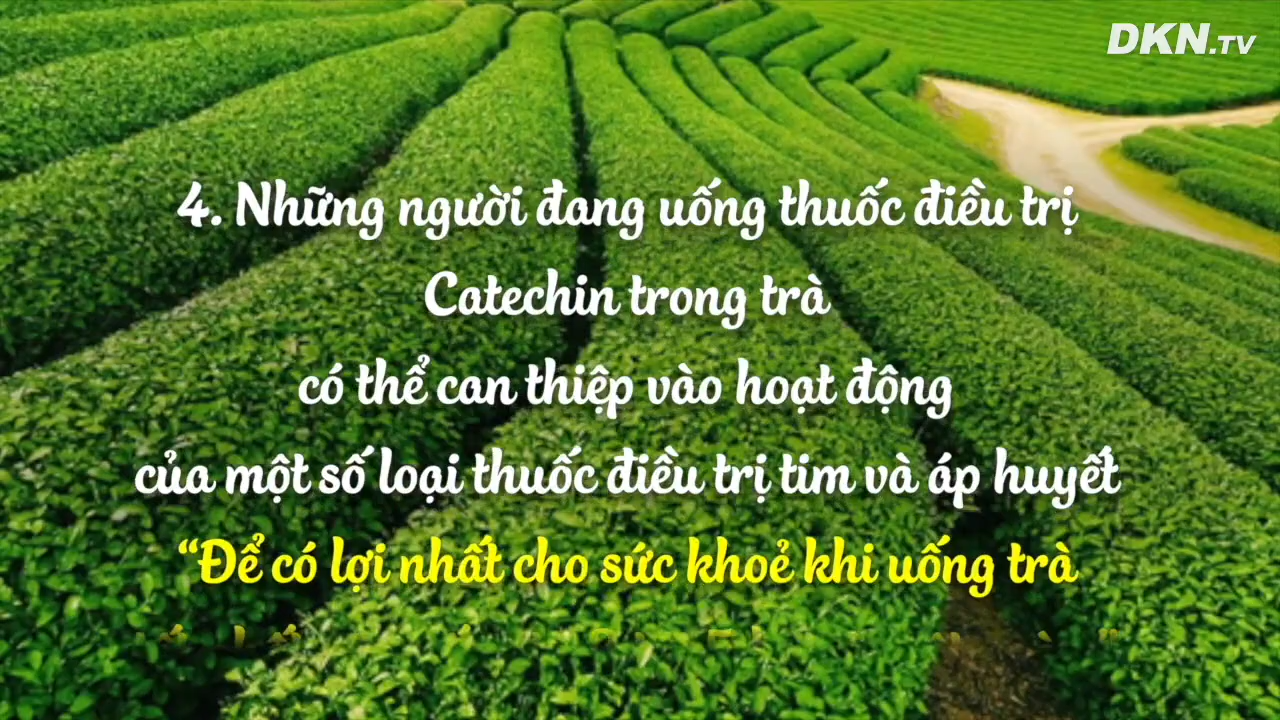 DKN.TV
4. Những người đang uống thuốc điều trị
Catechin trong trà
có thể can thiệp vào hoạt động
của một số loại thuốc điều trị tim và áp huyết
“Để có lợi nhất cho sức khoẻ khi uống trà